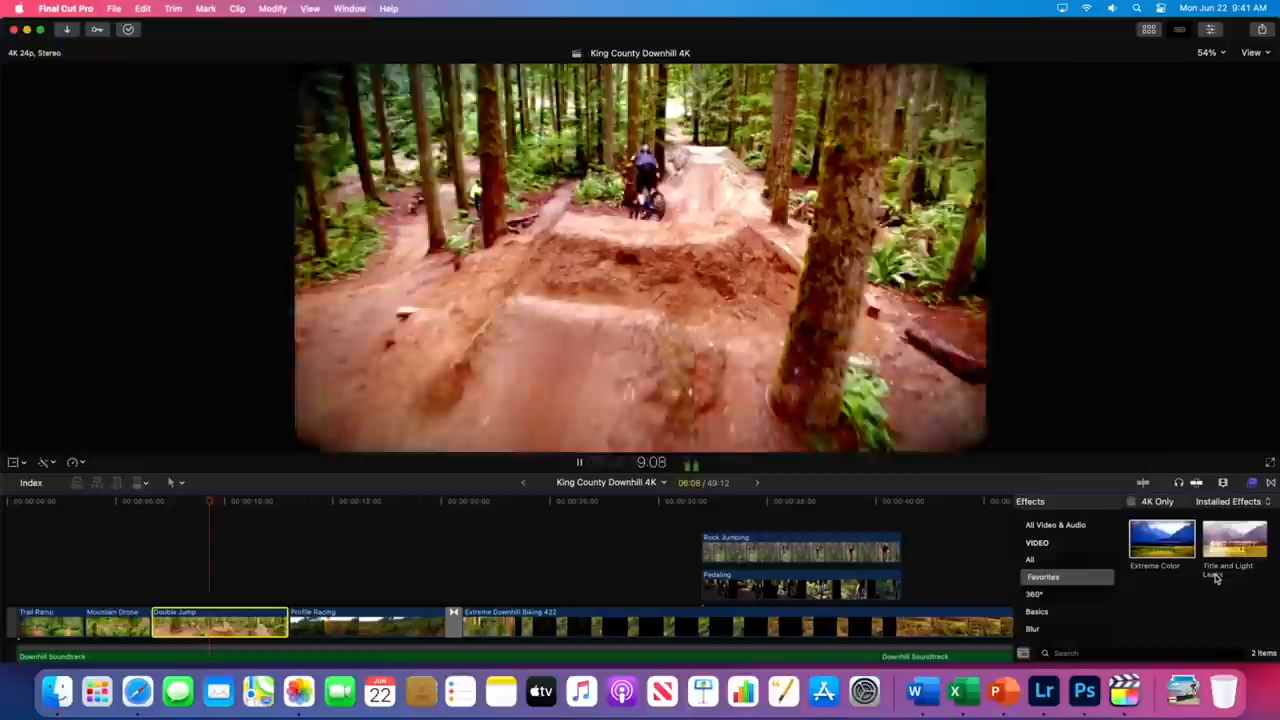 Final Cut Pro File Edit Trim Mark Clip Modify View Window Help Mon Jun 22 9:41 AM
4K 24p, Stereo King County Downhill 4K 54% View
9:08
Index King County Downhill 4K 06:08 / 49:12
00:00:00:00 00:00:05:00 00:00:10:00 00:00:15:00 00:00:20:00 00:00:25:00 00:00:30:00 00:00:35:00 00:00:40:00 00:00
Effects 4K Only Installed Effects
All Video & Audio
VIDEO
All
Favorites
360°
Basics
Blur
Extreme Color
Title and Light
Rock Jumping
Pedaling
Trail Ramp Mountain Drone Double Jump Profile Racing Extreme Downhill Biking 422
Downhill Soundtrack Downhill Soundtrack
Search 2 items
JUN
22
tv
W X P Lr Ps